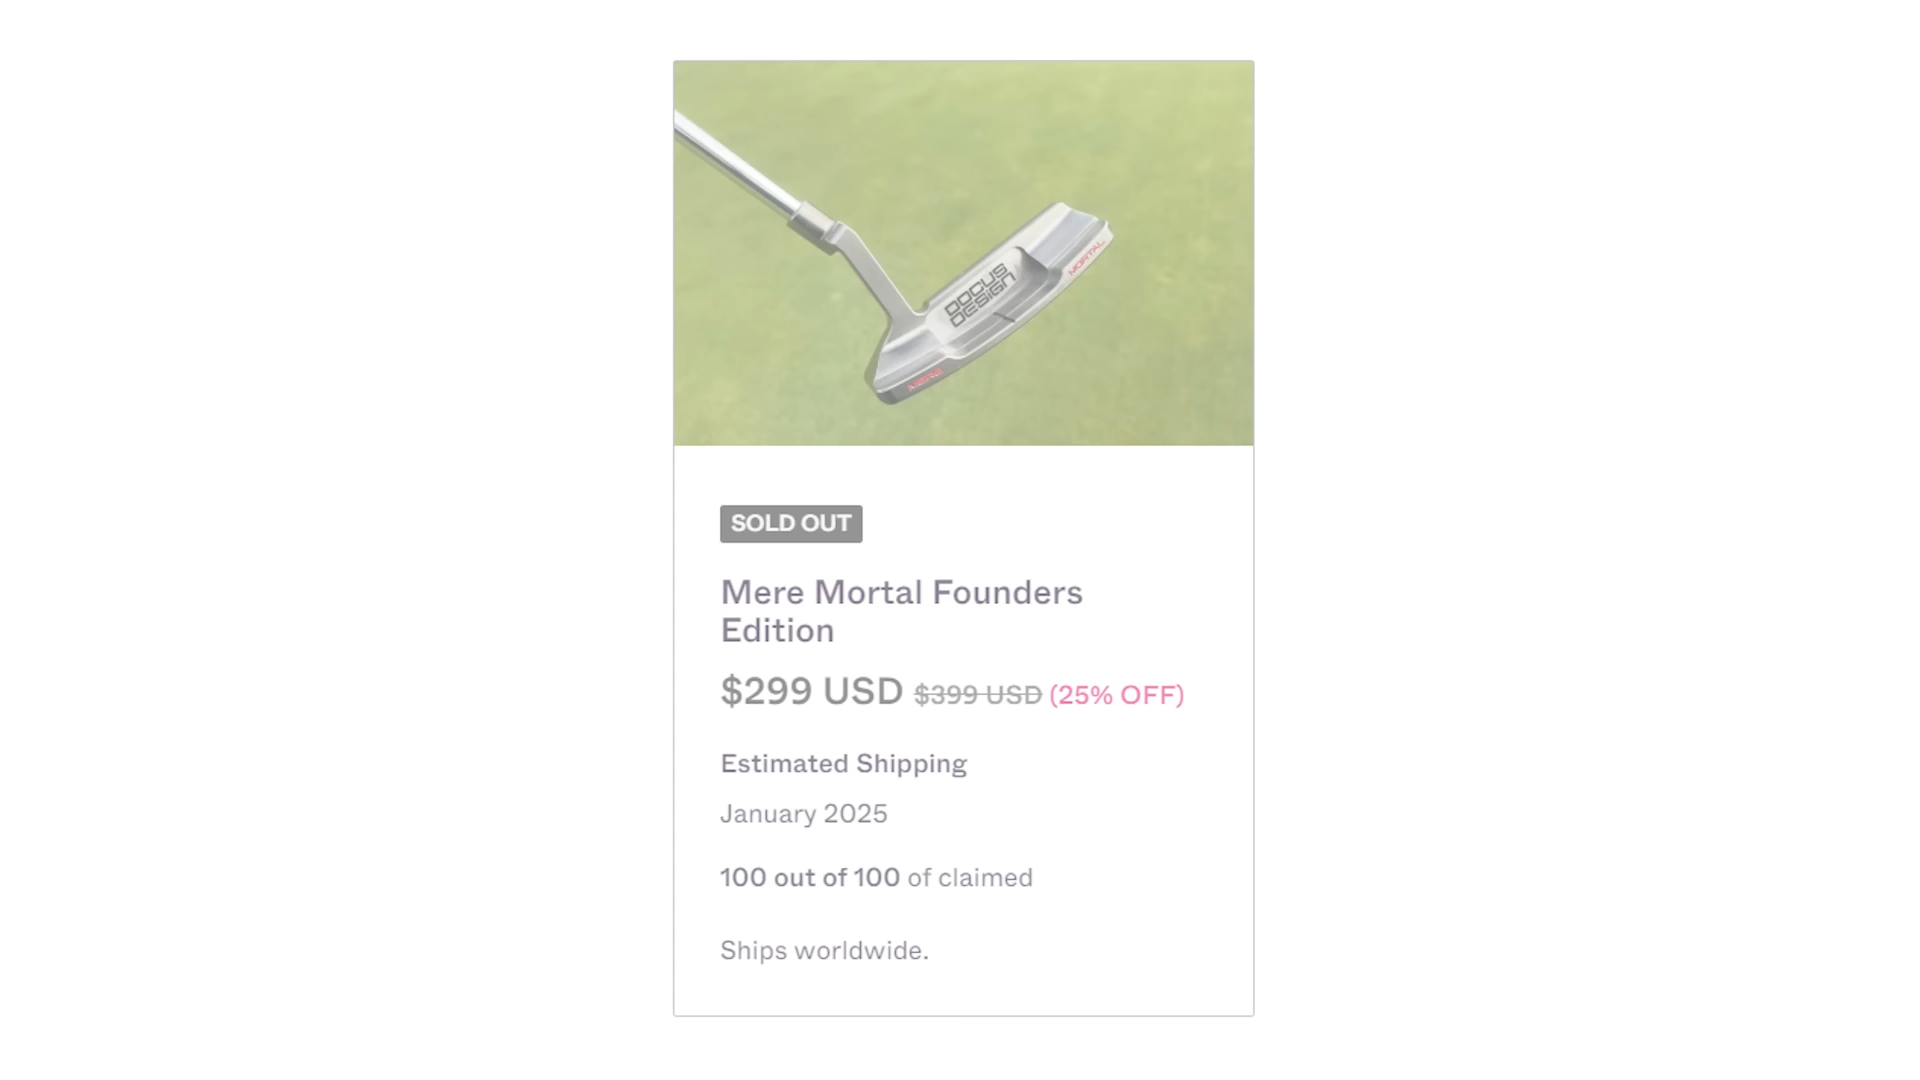 DOCUS
DESIGN
MORTAL
MERE
SOLD OUT
Mere Mortal Founders
Edition
$299 USD $399 USD (25% OFF)
Estimated Shipping
January 2025
100 out of 100 of claimed
Ships worldwide.